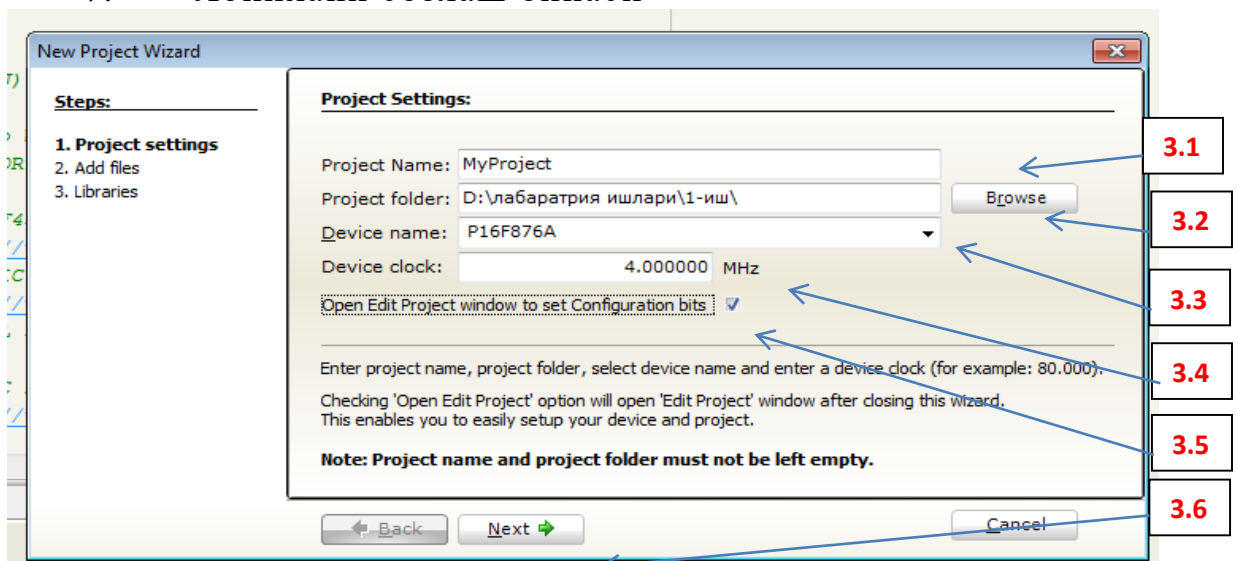 New Project Wizard
Steps:
1. Project settings
2. Add files
3. Libraries
Project Settings:
Project Name: MyProject
Project folder: D:\лабаратрия ишлари\1-иш\ Browse
Device name: P16F876A
Device clock: 4.000000 MHz
Open Edit Project window to set Configuration bits
Enter project name, project folder, select device name and enter a device clock (for example: 80.000).
Checking 'Open Edit Project' option will open 'Edit Project' window after closing this wizard.
This enables you to easily setup your device and project.
Note: Project name and project folder must not be left empty.
Back Next Cancel
3.1
3.2
3.3
3.4
3.5
3.6